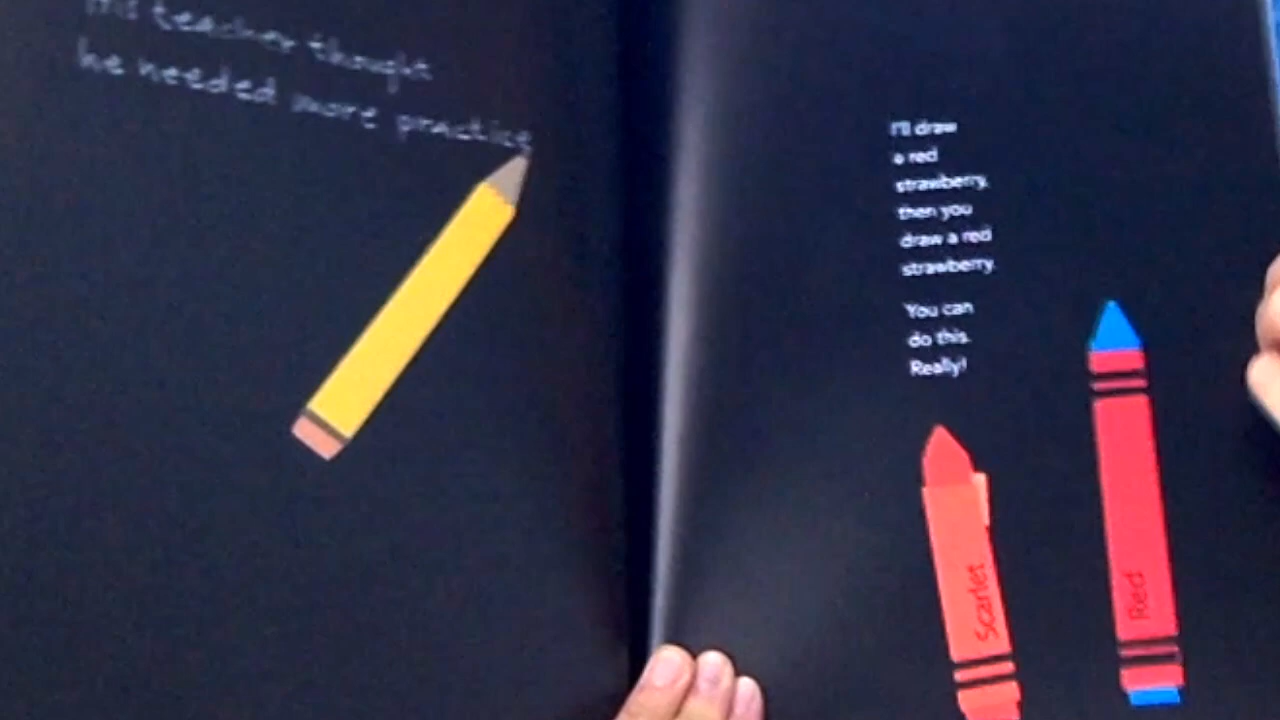 His teacher thought
he needed more practice
I'll draw
a red
strawberry,
then you
draw a red
strawberry.
You can
do this.
Really!
Scarlet
Red